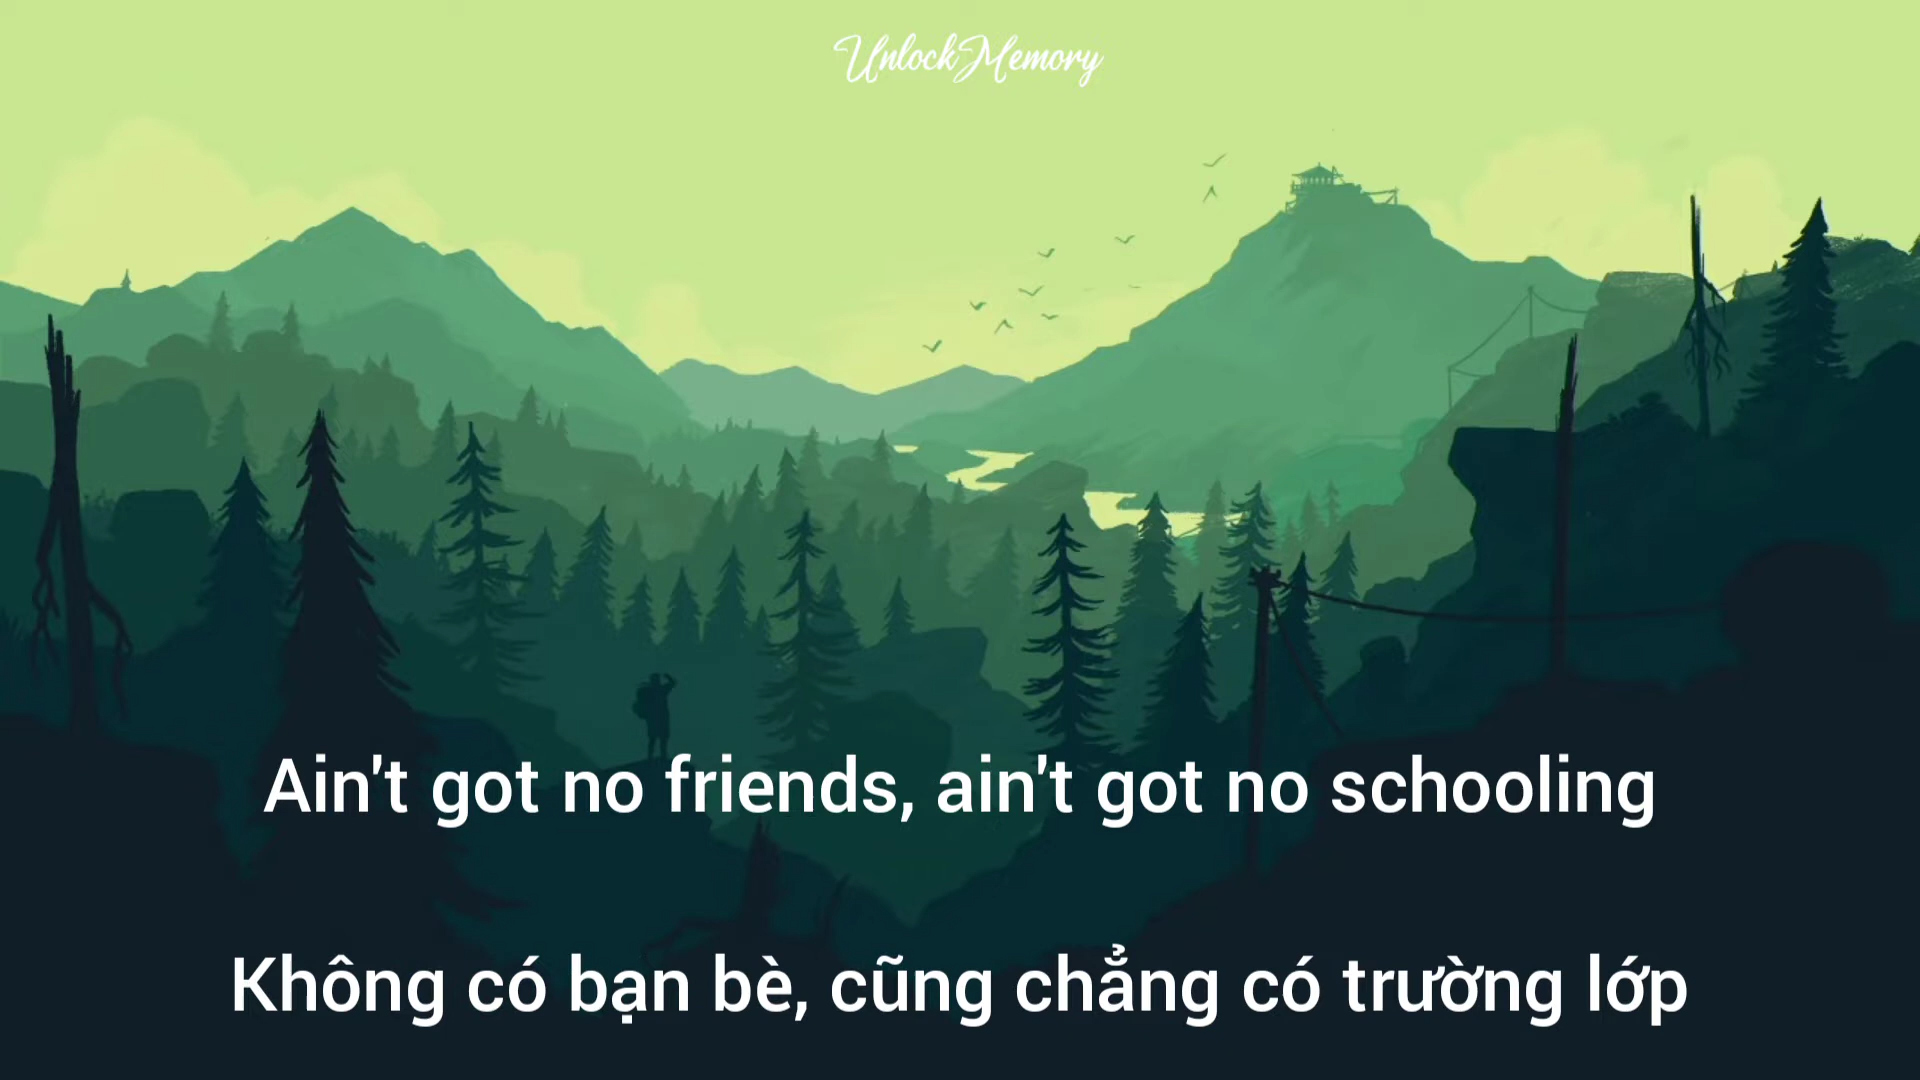 UnlockMemory
Ain't got no friends, ain't got no schooling
Không có bạn bè, cũng chẳng có trường lớp